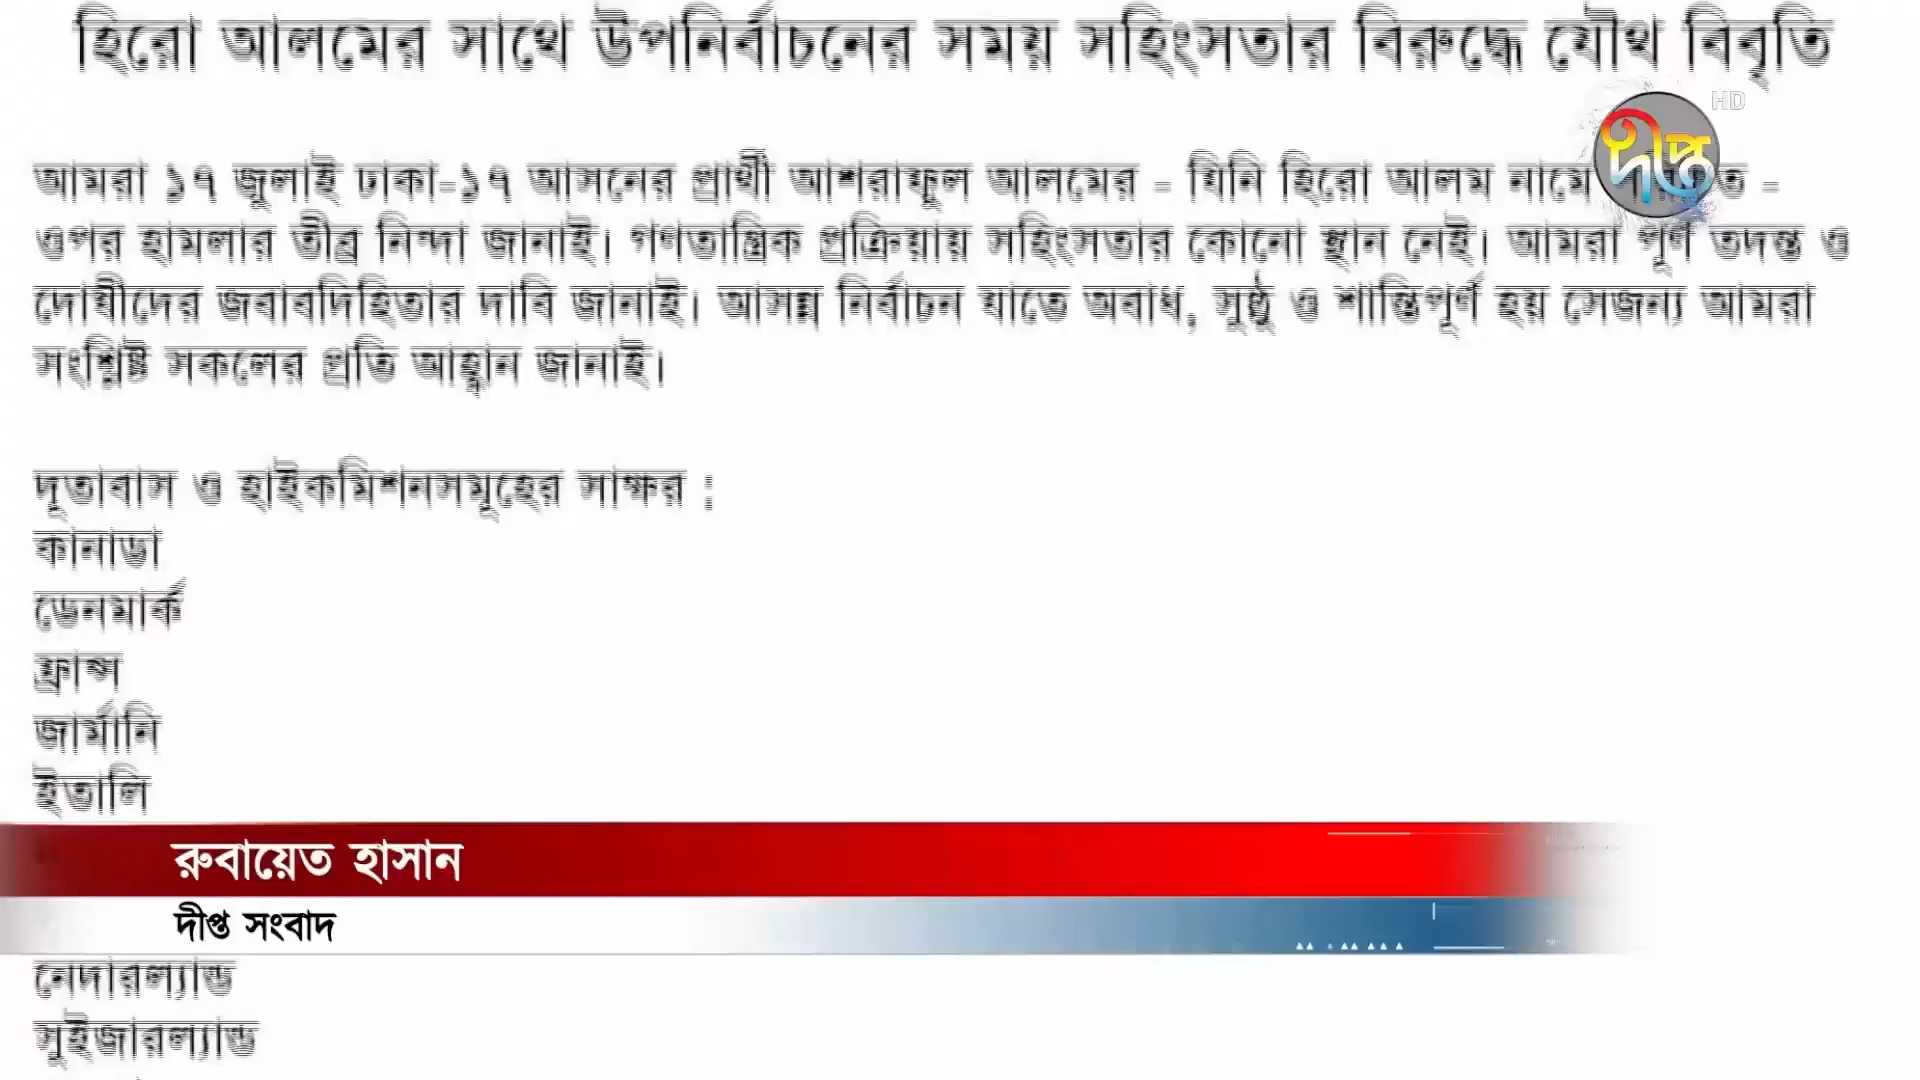 হিরো আলমের সাথে উপনির্বাচনের সময় সহিংসতার বিরুদ্ধে যৌথ বিবৃতি
HD
দীপ্ত
আমরা ১৭ জুলাই ঢাকা-১৭ আসনের প্রার্থী আশরাফুল আলমের - যিনি হিরো আলম নামে -
ওপর হামলার তীব্র নিন্দা জানাই। গণতান্ত্রিক প্রক্রিয়ায় সহিংসতার কোনো স্থান নেই। আমরা পূর্ণ তদন্ত ও
দোষীদের জবাবদিহিতার দাবি জানাই। আসন্ন নির্বাচন যাতে অবাধ, সুষ্ঠু ও শান্তিপূর্ণ হয় সেজন্য আমরা
সংশ্লিষ্ট সকলের প্রতি আহ্বান জানাই।
দূতাবাস ও হাইকমিশনসমূহের সাক্ষর :
কানাডা
ডেনমার্ক
ফ্রান্স
জার্মানি
ইতালি
রুবায়েত হাসান
দীপ্ত সংবাদ
নেদারল্যান্ড
সুইজারল্যান্ড